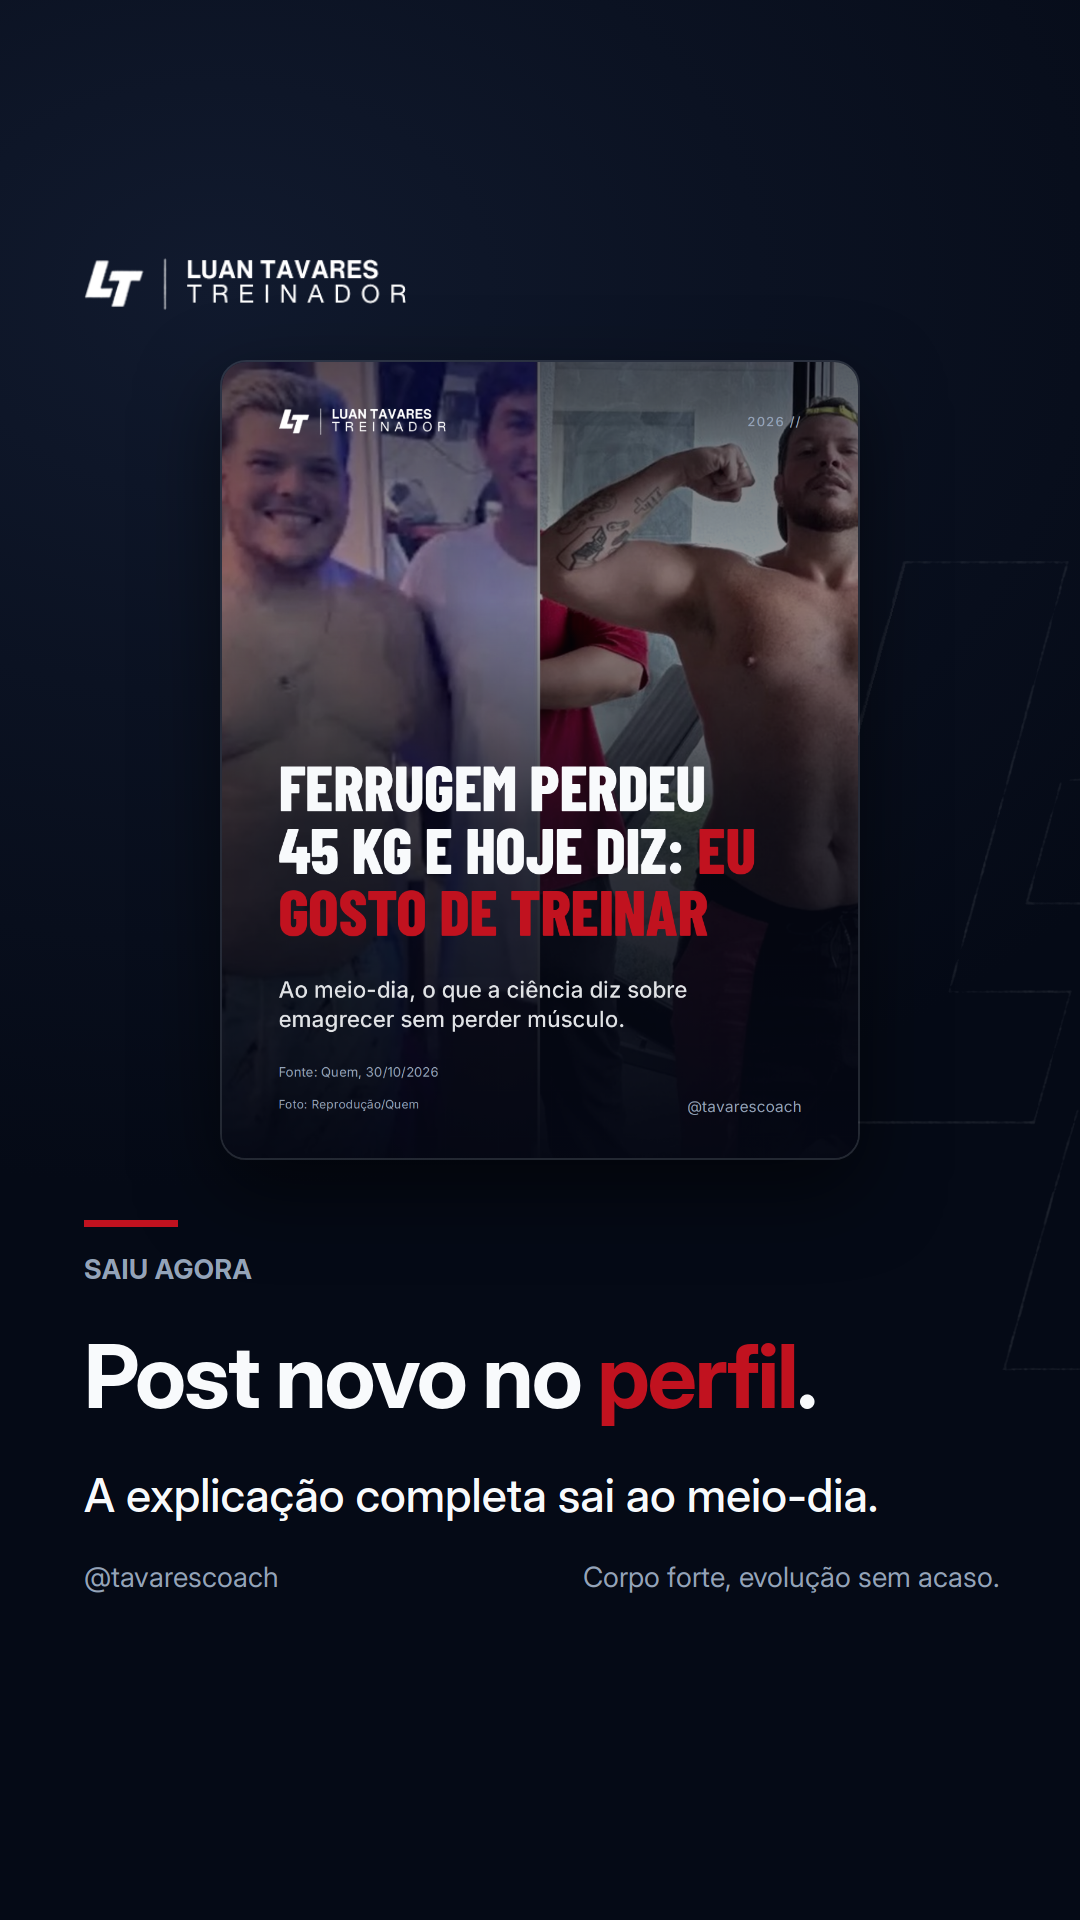 LT | LUAN TAVARES
TREINADOR
LT | LUAN TAVARES
TREINADOR
2026 //
FERRUGEM PERDEU
45 KG E HOJE DIZ: EU
GOSTO DE TREINAR
Ao meio-dia, o que a ciência diz sobre
emagrecer sem perder músculo.
Fonte: Quem, 30/10/2026
Foto: Reprodução/Quem
@tavarescoach
SAIU AGORA
Post novo no perfil.
A explicação completa sai ao meio-dia.
@tavarescoach
Corpo forte, evolução sem acaso.